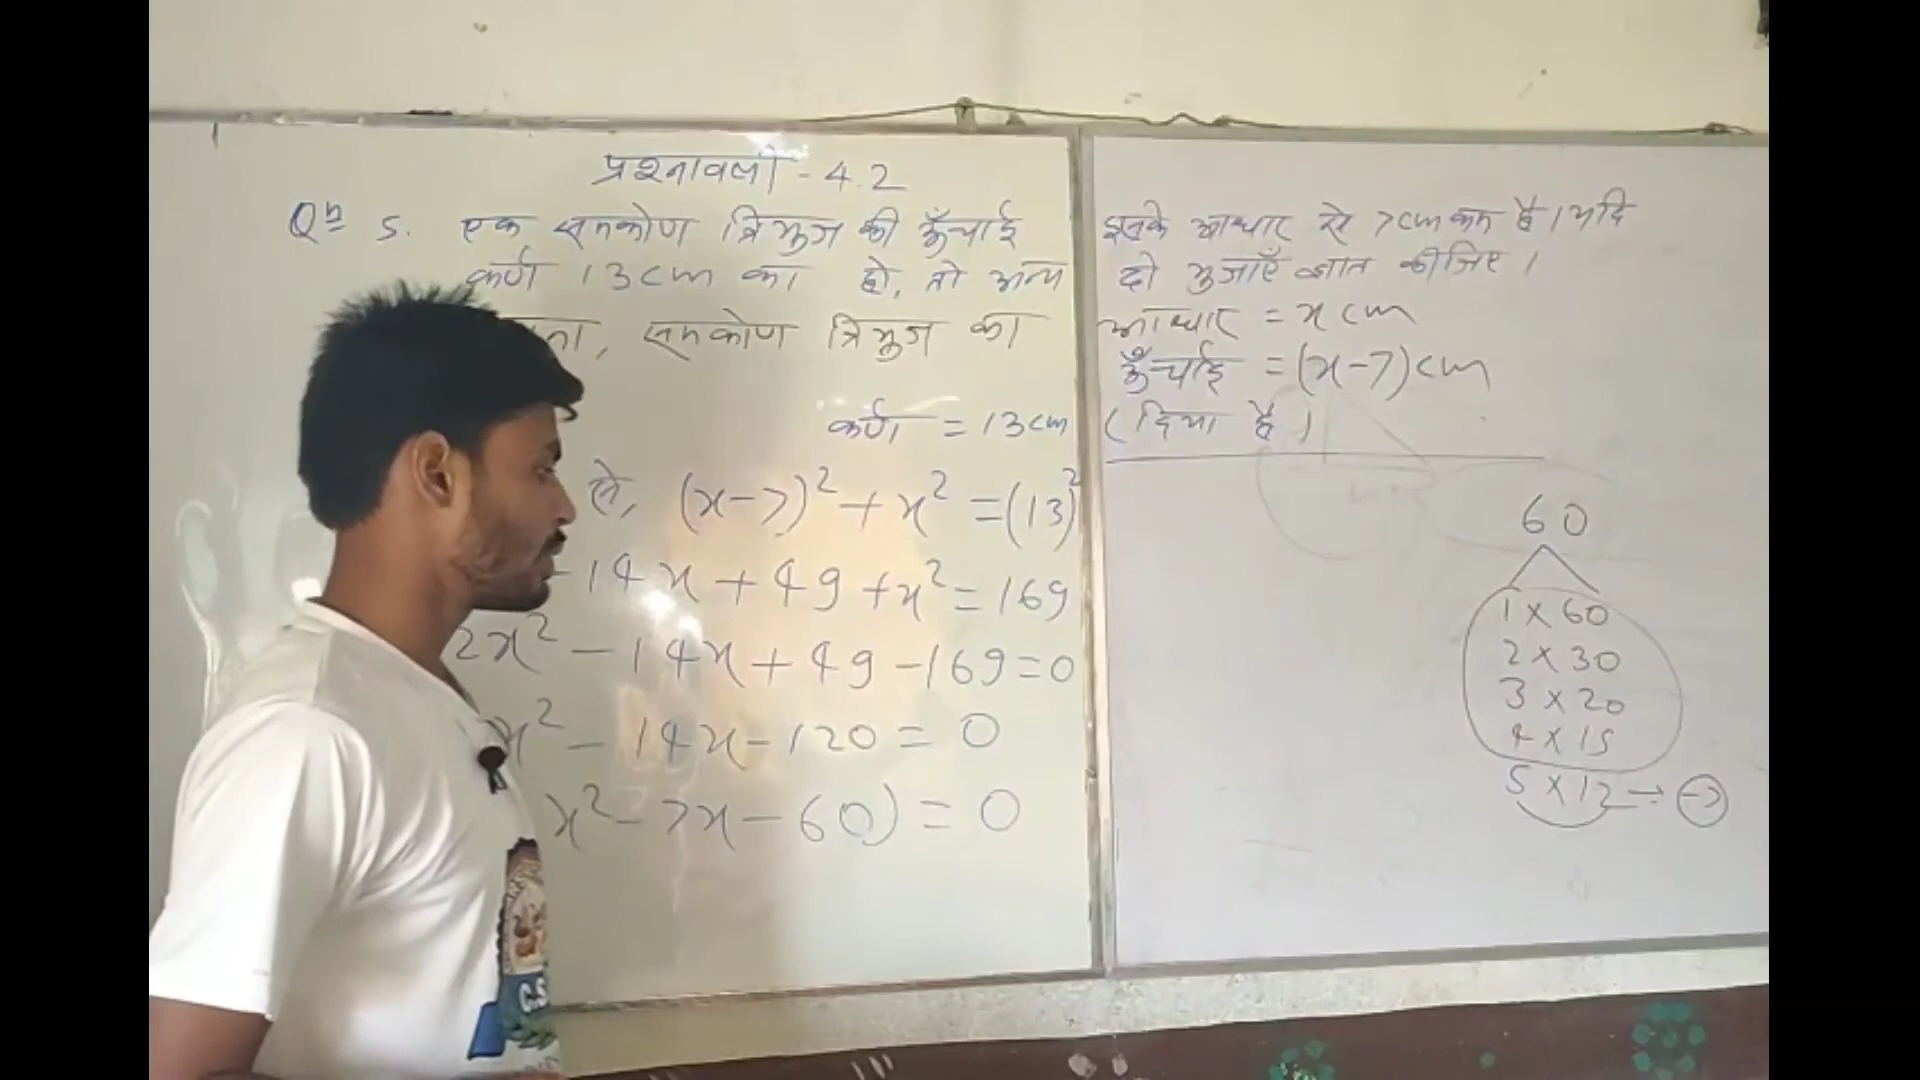 प्रश्नावली - 4.2
Qn 5. एक समकोण त्रिभुज की ऊँचाई इसके आधार से 7cm कम है। यदि
कर्ण 13cm का हो, तो अन्य दो भुजाएँ ज्ञात कीजिए।
ना, समकोण त्रिभुज का आधार = x cm
ऊँचाई = (x-7)cm
कर्ण = 13cm (दिया है)
से, (x-7)² + x² = (13)²
-14x + 49 + x² = 169
2x² - 14x + 49 - 169 = 0
x² - 14x - 120 = 0
x² - 7x - 60) = 0
60
1 x 60
2 x 30
3 x 20
4 x 15
5 x 12 → -7
C.S